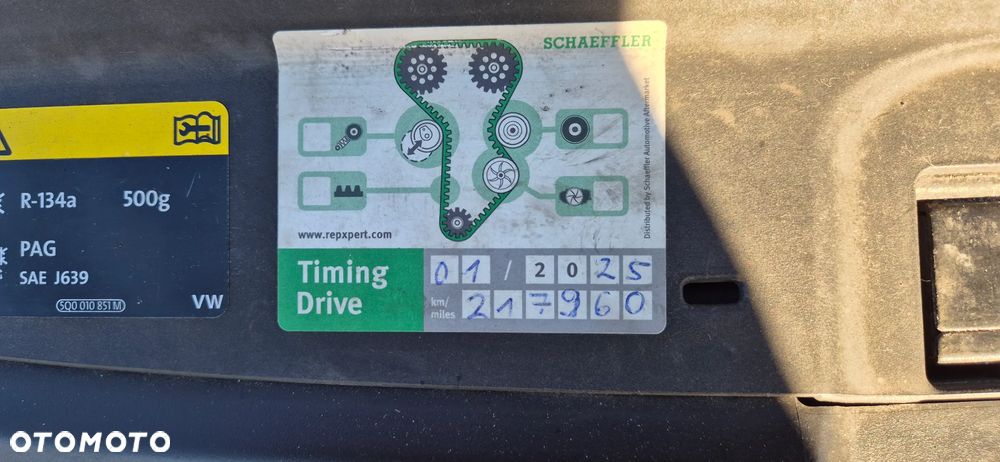 SCHAEFFLER
R-134a 500g
PAG
SAE J639
5Q0 010 851 M
VW
www.repxpert.com
Distributed by Schaeffler Automotive Aftermarket
Timing
Drive
01 / 2025
km/
miles
217960
OTOMOTO